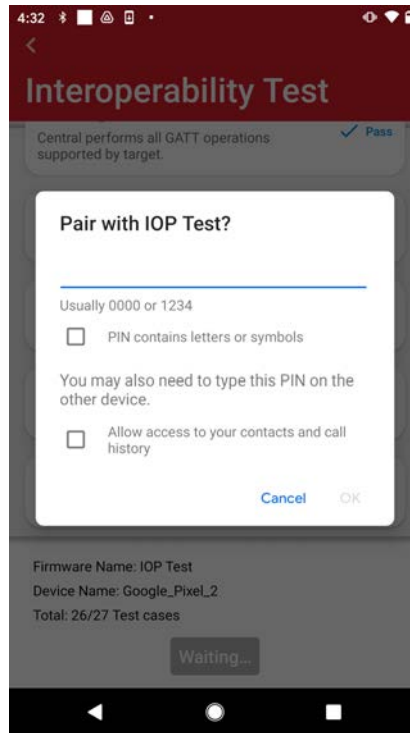 4:32
Interoperability Test
Central performs all GATT operations
supported by target.
Pass
Pair with IOP Test?
Usually 0000 or 1234
PIN contains letters or symbols
You may also need to type this PIN on the
other device.
Allow access to your contacts and call
history
Cancel
OK
Firmware Name: IOP Test
Device Name: Google_Pixel_2
Total: 26/27 Test cases
Waiting...